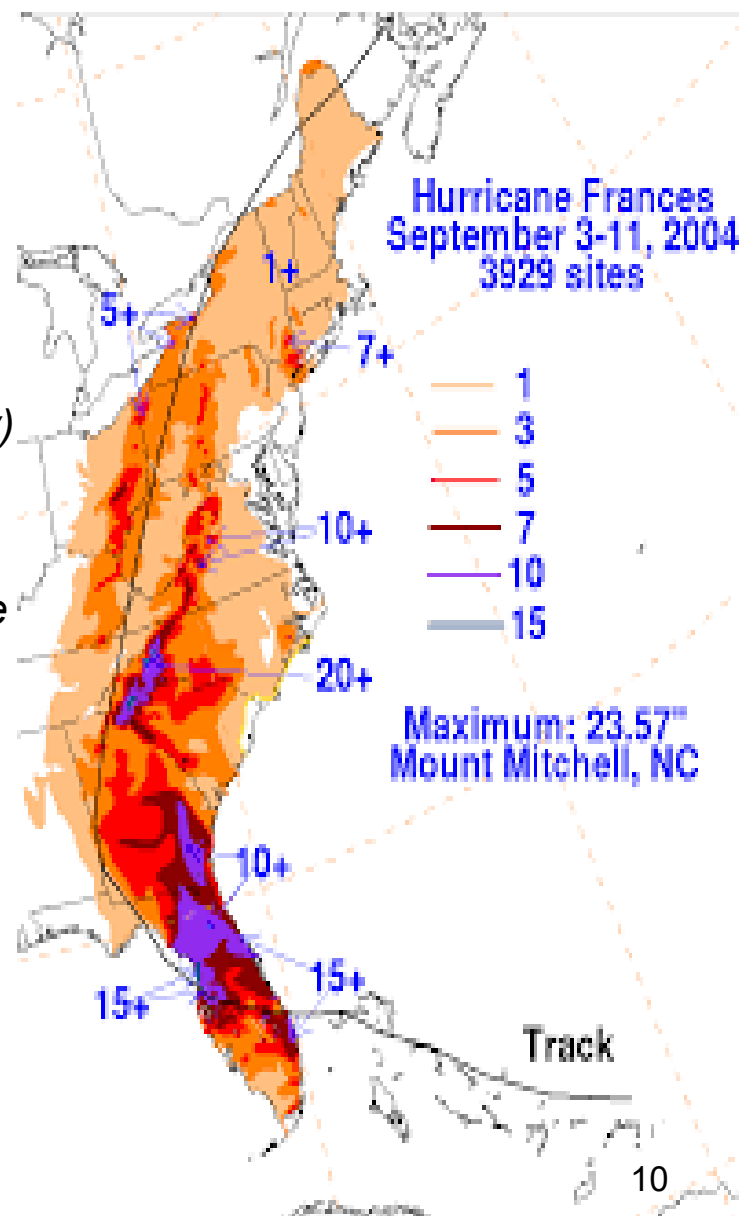 Hurricane Frances
September 3-11, 2004
3929 sites
1+
5+
7+
1
3
5
7
10
15
)
10+
e
20+
Maximum: 23.57"
Mount Mitchell, NC
10+
15+
15+
Track
10